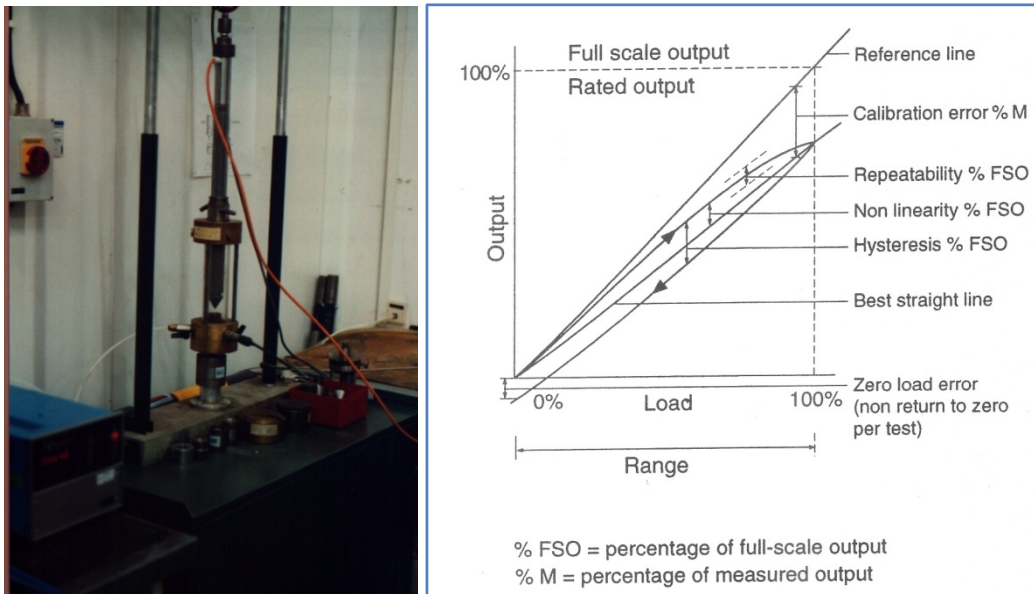 Full scale output
100%
Rated output
Output
0%
Load
100%
Range
Reference line
Calibration error % M
Repeatability % FSO
Non linearity % FSO
Hysteresis % FSO
Best straight line
Zero load error
(non return to zero
per test)
% FSO = percentage of full-scale output
% M = percentage of measured output